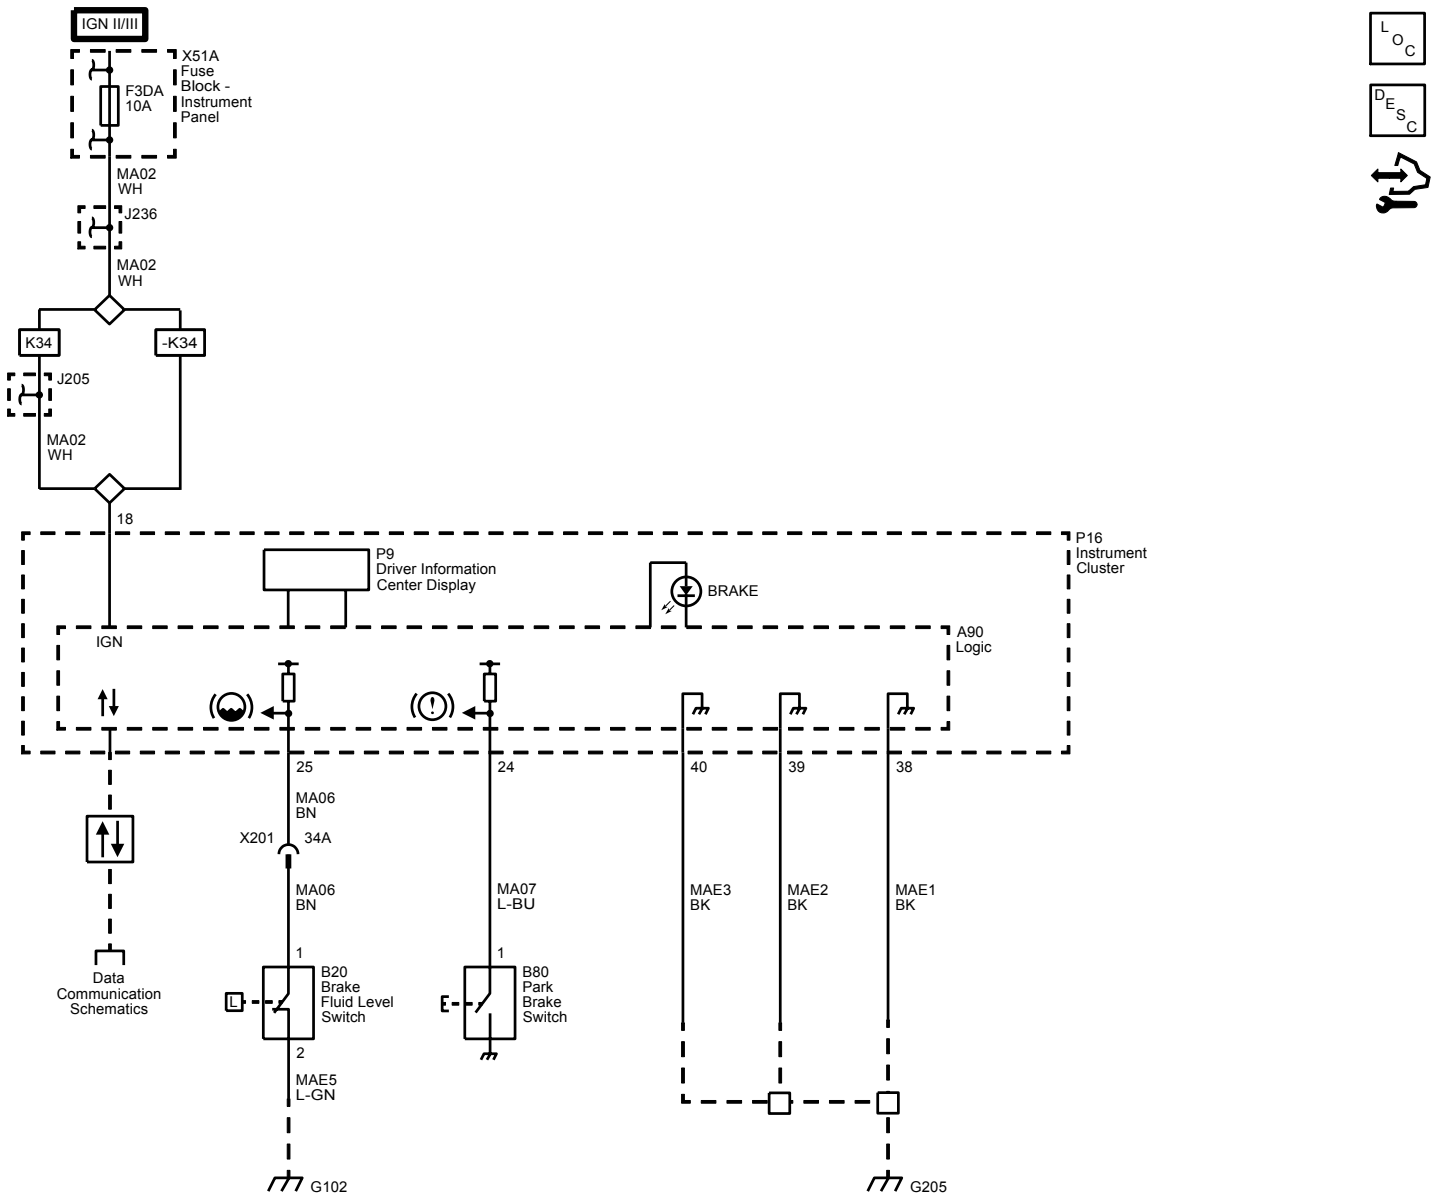 IGN II/III
X51A
Fuse
Block -
Instrument
Panel
F3DA
10A
MA02
WH
J236
MA02
WH
K34
-K34
J205
MA02
WH
18
P16
Instrument
Cluster
P9
Driver Information
Center Display
BRAKE
IGN
A90
Logic
!
25
24
40
39
38
MA06
BN
X201
34A
MA06
BN
MA07
L-BU
MAE3
BK
MAE2
BK
MAE1
BK
1
1
Data
Communication
Schematics
L
B20
Brake
Fluid Level
Switch
B80
Park
Brake
Switch
2
MAE5
L-GN
G102
G205
LOC
DESC